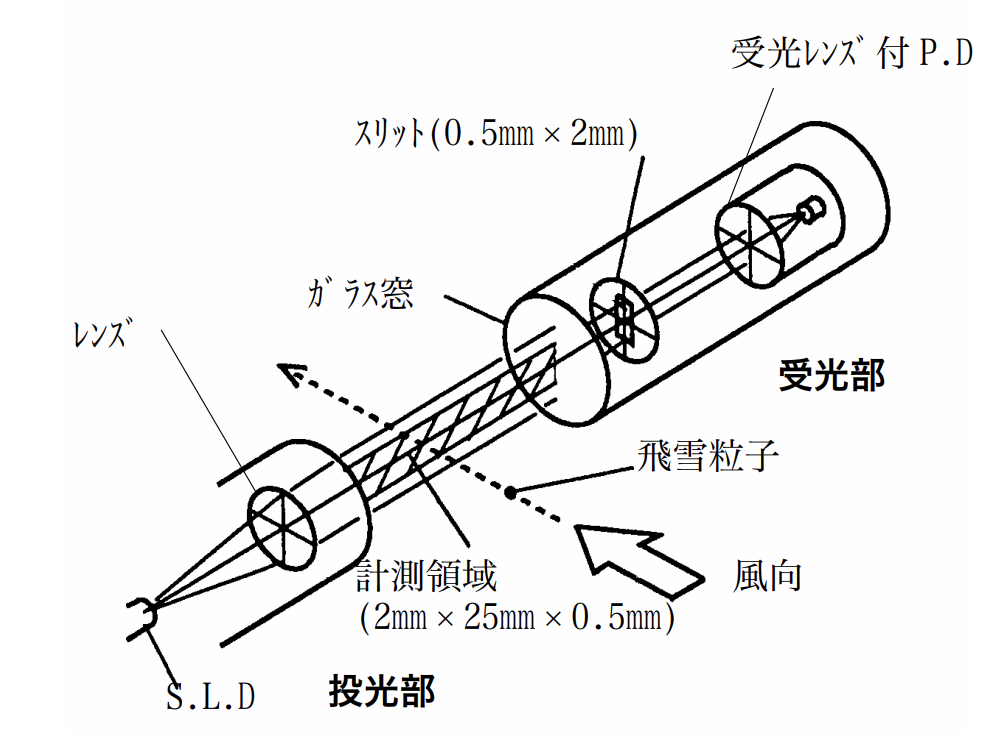 受光ﾚﾝｽﾞ付P.D
ｽﾘｯﾄ(0.5mm×2mm)
ｶﾞﾗｽ窓
ﾚﾝｽﾞ
受光部
飛雪粒子
計測領域
(2mm×25mm×0.5mm)
風向
S.L.D
投光部